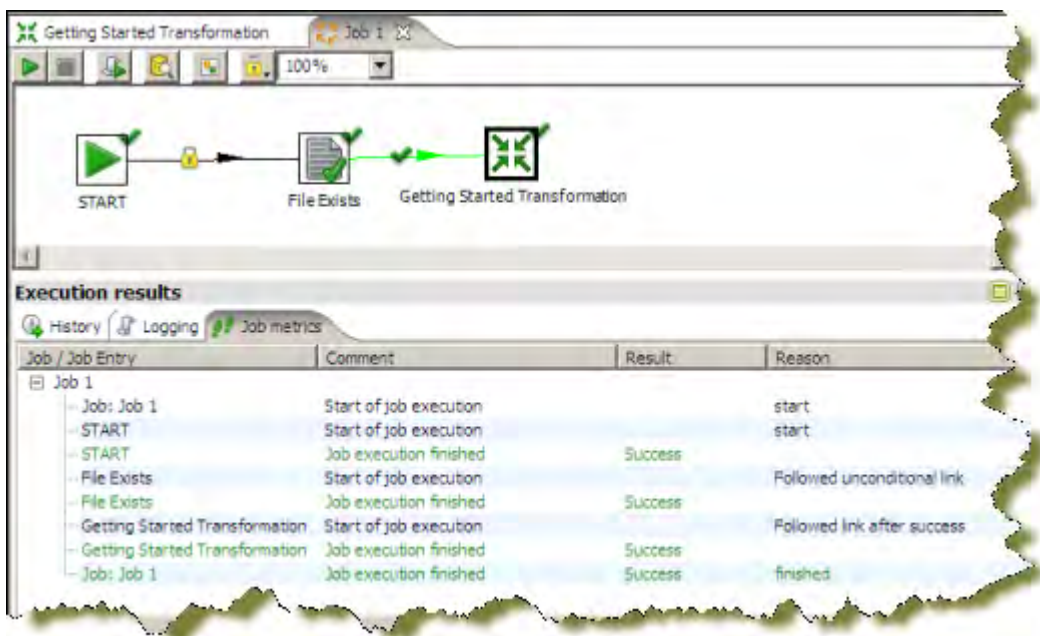 Getting Started Transformation Job 1
100%
START File Exists Getting Started Transformation
Execution results
History Logging Job metrics
Job / Job Entry Comment Result Reason
Job 1
Job: Job 1 Start of job execution start
START Start of job execution start
START Job execution finished Success
File Exists Start of job execution Followed unconditional link
File Exists Job execution finished Success
Getting Started Transformation Start of job execution Followed link after success
Getting Started Transformation Job execution finished Success
Job: Job 1 Job execution finished Success finished